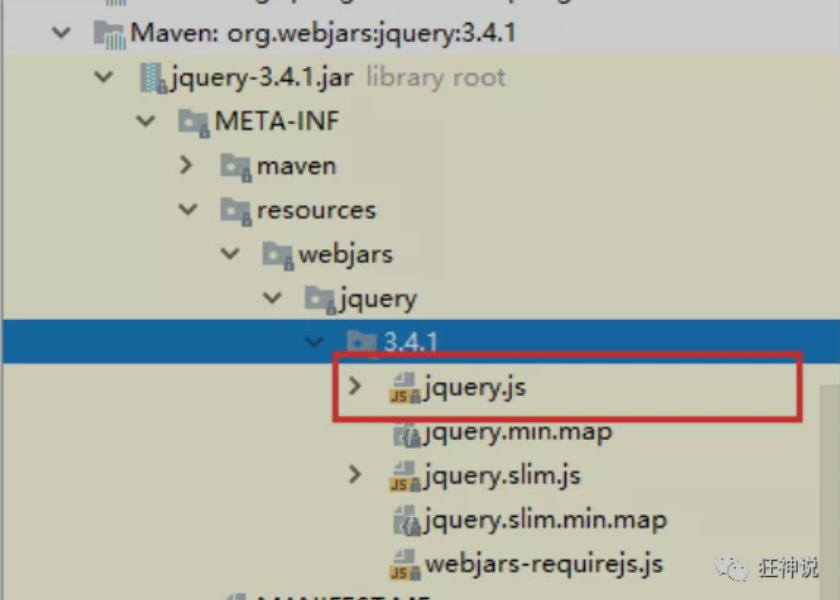 Maven: org.webjars:jquery:3.4.1
jquery-3.4.1.jar library root
META-INF
maven
resources
webjars
jquery
3.4.1
jquery.js
jquery.min.map
jquery.slim.js
jquery.slim.min.map
webjars-requirejs.js
狂神说